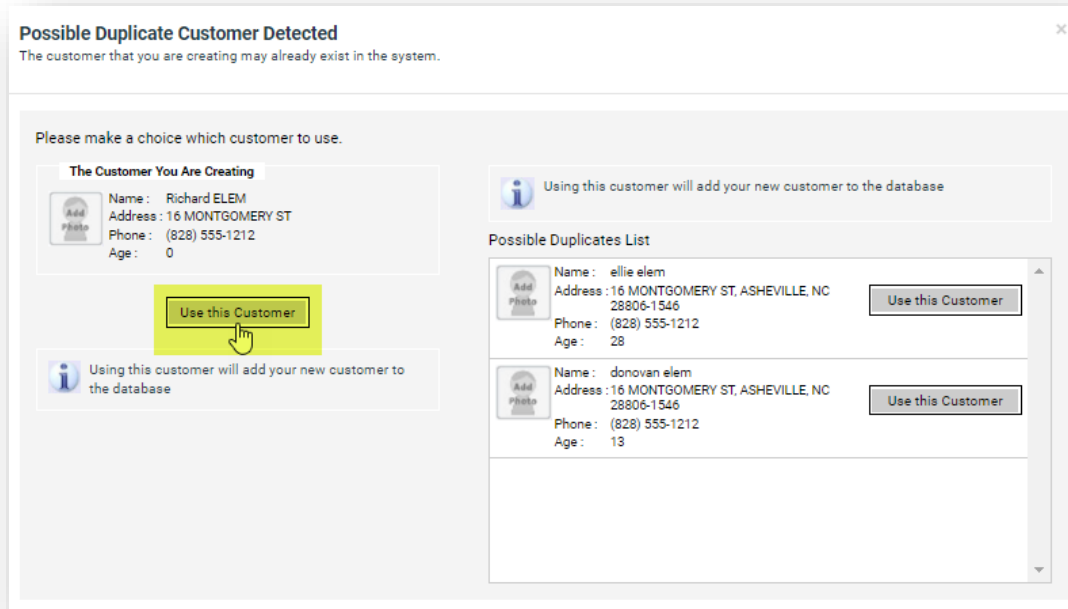 Possible Duplicate Customer Detected
×
The customer that you are creating may already exist in the system.
Please make a choice which customer to use.
The Customer You Are Creating
Add
Photo
Name : Richard ELEM
Address : 16 MONTGOMERY ST
Phone : (828) 555-1212
Age : 0
Use this Customer
i
Using this customer will add your new customer to
the database
i
Using this customer will add your new customer to the database
Possible Duplicates List
Add
Photo
Name : ellie elem
Address : 16 MONTGOMERY ST, ASHEVILLE, NC
28806-1546
Phone : (828) 555-1212
Age : 28
Use this Customer
Add
Photo
Name : donovan elem
Address : 16 MONTGOMERY ST, ASHEVILLE, NC
28806-1546
Phone : (828) 555-1212
Age : 13
Use this Customer